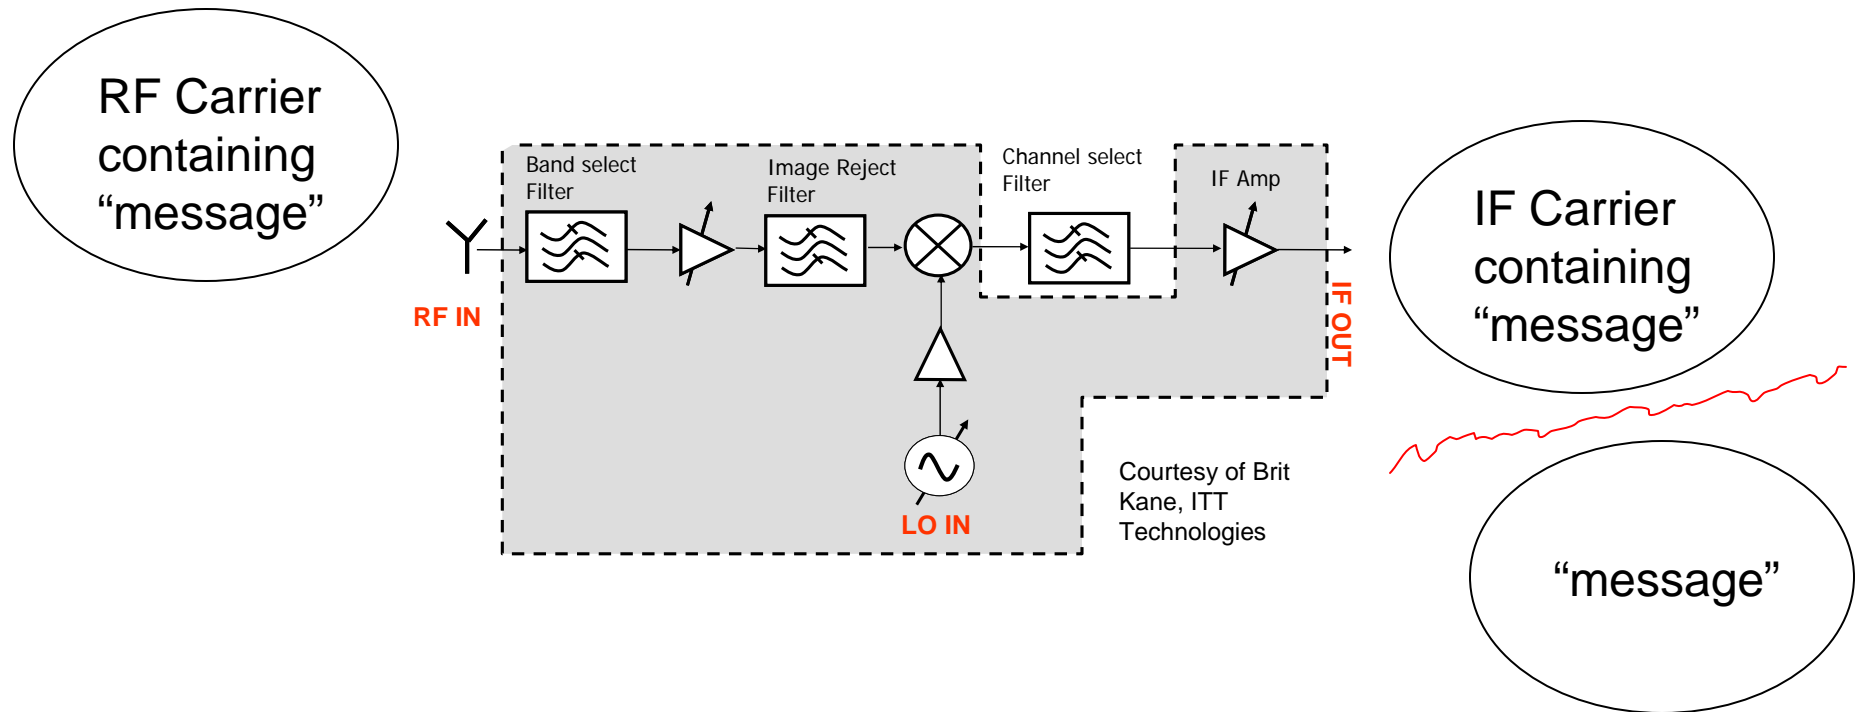 RF Carrier
containing
“message”
Band select
Filter
Image Reject
Filter
Channel select
Filter
IF Amp
RF IN
LO IN
IF OUT
Courtesy of Brit
Kane, ITT
Technologies
IF Carrier
containing
“message”
“message”